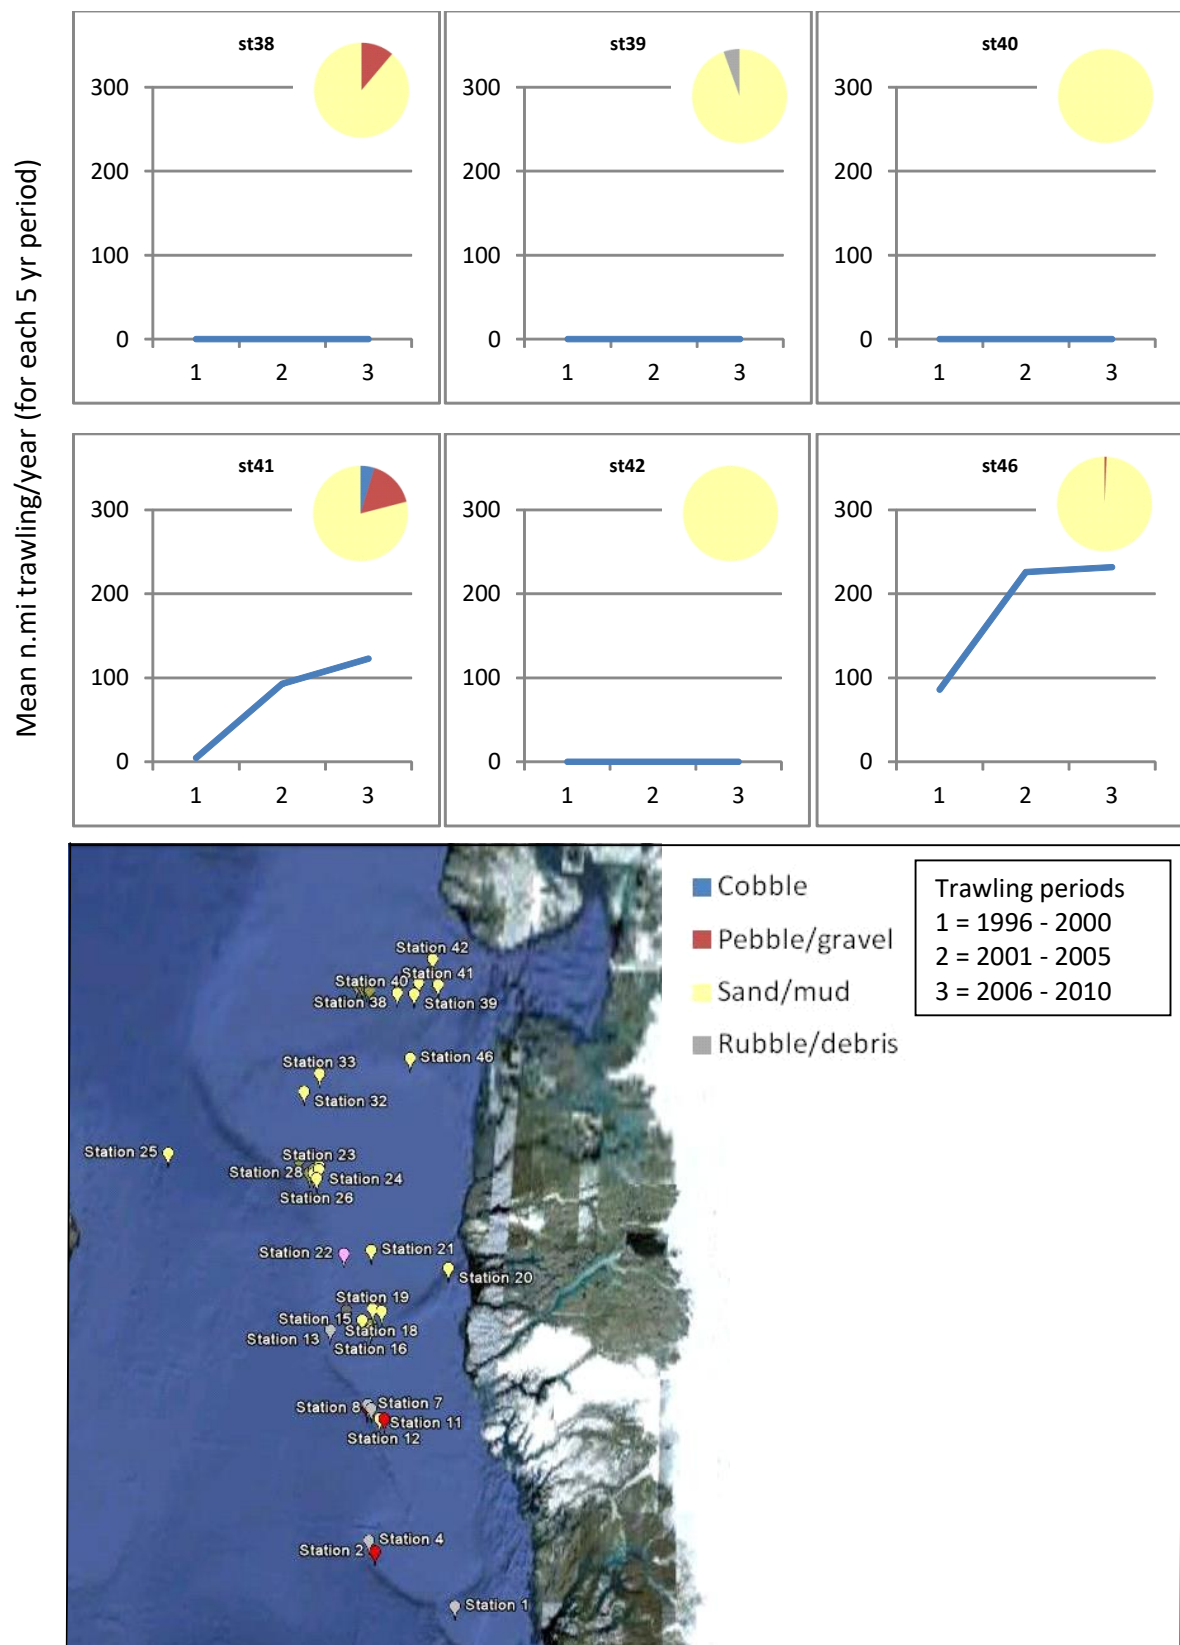 Mean n.mi trawling/year (for each 5 yr period)
st38
300
200
100
0
1 2 3
st39
300
200
100
0
1 2 3
st40
300
200
100
0
1 2 3
st41
300
200
100
0
1 2 3
st42
300
200
100
0
1 2 3
st46
300
200
100
0
1 2 3
Station 42
Station 40
Station 41
Station 38
Station 39
Station 46
Station 33
Station 32
Station 25
Station 23
Station 28
Station 24
Station 26
Station 22
Station 21
Station 20
Station 19
Station 15
Station 18
Station 13
Station 16
Station 8
Station 7
Station 11
Station 12
Station 4
Station 2
Station 1
Cobble
Pebble/gravel
Sand/mud
Rubble/debris
Trawling periods
1 = 1996 - 2000
2 = 2001 - 2005
3 = 2006 - 2010